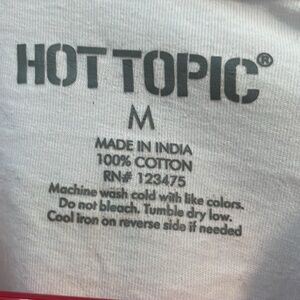 HOT TOPIC®
M
MADE IN INDIA
100% COTTON
RN# 123475
Machine wash cold with like colors.
Do not bleach. Tumble dry low.
Cool iron on reverse side if needed